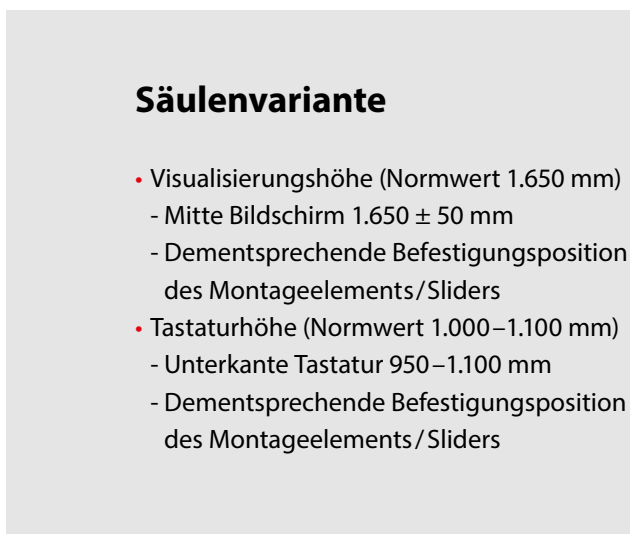 Säulenvariante
• Visualisierungshöhe (Normwert 1.650 mm)
- Mitte Bildschirm 1.650 ± 50 mm
- Dementsprechende Befestigungsposition
des Montageelements/Sliders
• Tastaturhöhe (Normwert 1.000–1.100 mm)
- Unterkante Tastatur 950–1.100 mm
- Dementsprechende Befestigungsposition
des Montageelements/Sliders